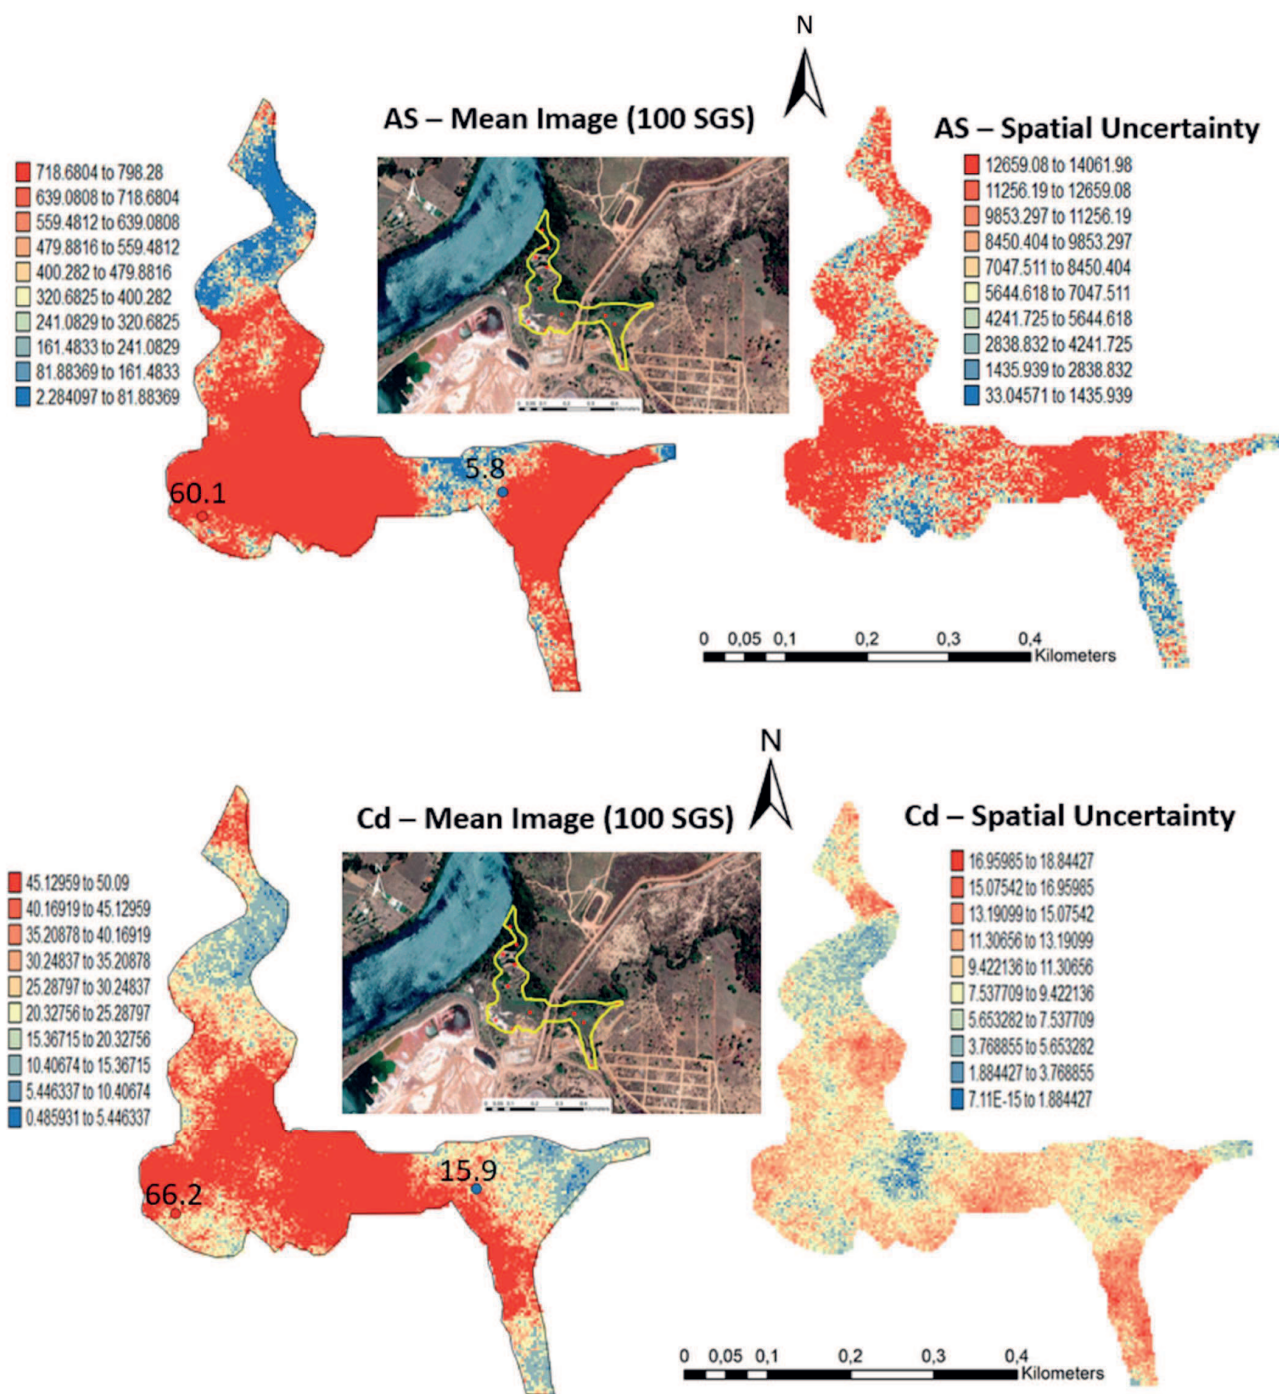 N
AS – Mean Image (100 SGS)
AS – Spatial Uncertainty
718.6804 to 798.28
639.0808 to 718.6804
559.4812 to 639.0808
479.8816 to 559.4812
400.282 to 479.8816
320.6825 to 400.282
241.0829 to 320.6825
161.4833 to 241.0829
81.88369 to 161.4833
2.284097 to 81.88369
12659.08 to 14061.98
11256.19 to 12659.08
9853.297 to 11256.19
8450.404 to 9853.297
7047.511 to 8450.404
5644.618 to 7047.511
4241.725 to 5644.618
2838.832 to 4241.725
1435.939 to 2838.832
33.04571 to 1435.939
5.8
60.1
0 0,05 0,1 0,2 0,3 0,4
Kilometers
N
Cd – Mean Image (100 SGS)
Cd – Spatial Uncertainty
45.12959 to 50.09
40.16919 to 45.12959
35.20878 to 40.16919
30.24837 to 35.20878
25.28797 to 30.24837
20.32756 to 25.28797
15.36715 to 20.32756
10.40674 to 15.36715
5.446337 to 10.40674
0.485931 to 5.446337
16.95985 to 18.84427
15.07542 to 16.95985
13.19099 to 15.07542
11.30656 to 13.19099
9.422136 to 11.30656
7.537709 to 9.422136
5.653282 to 7.537709
3.768855 to 5.653282
1.884427 to 3.768855
7.11E-15 to 1.884427
15.9
66.2
0 0,05 0,1 0,2 0,3 0,4
Kilometers